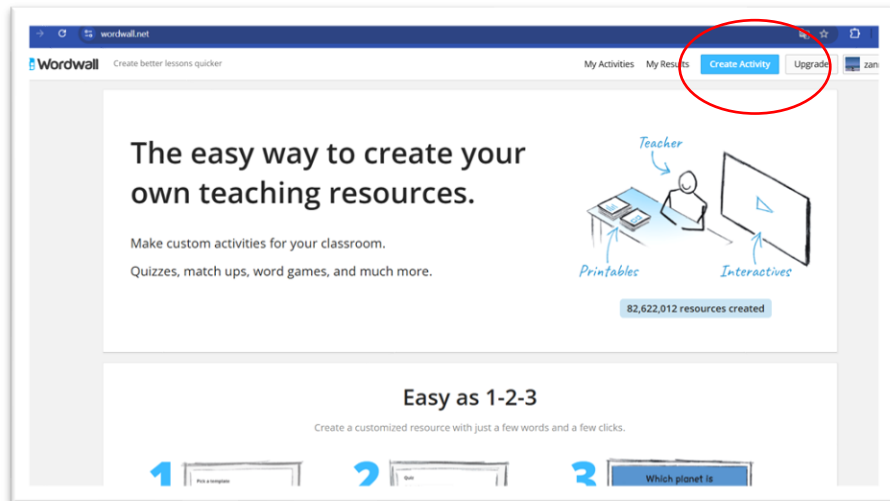 wordwall.net
Wordwall Create better lessons quicker My Activities My Results Create Activity Upgrade
The easy way to create your
own teaching resources.
Make custom activities for your classroom.
Quizzes, match ups, word games, and much more.
Teacher
Printables Interactives
82,622,012 resources created
Easy as 1-2-3
Create a customized resource with just a few words and a few clicks.
1 2 3
Pick a template Quiz Which planet is